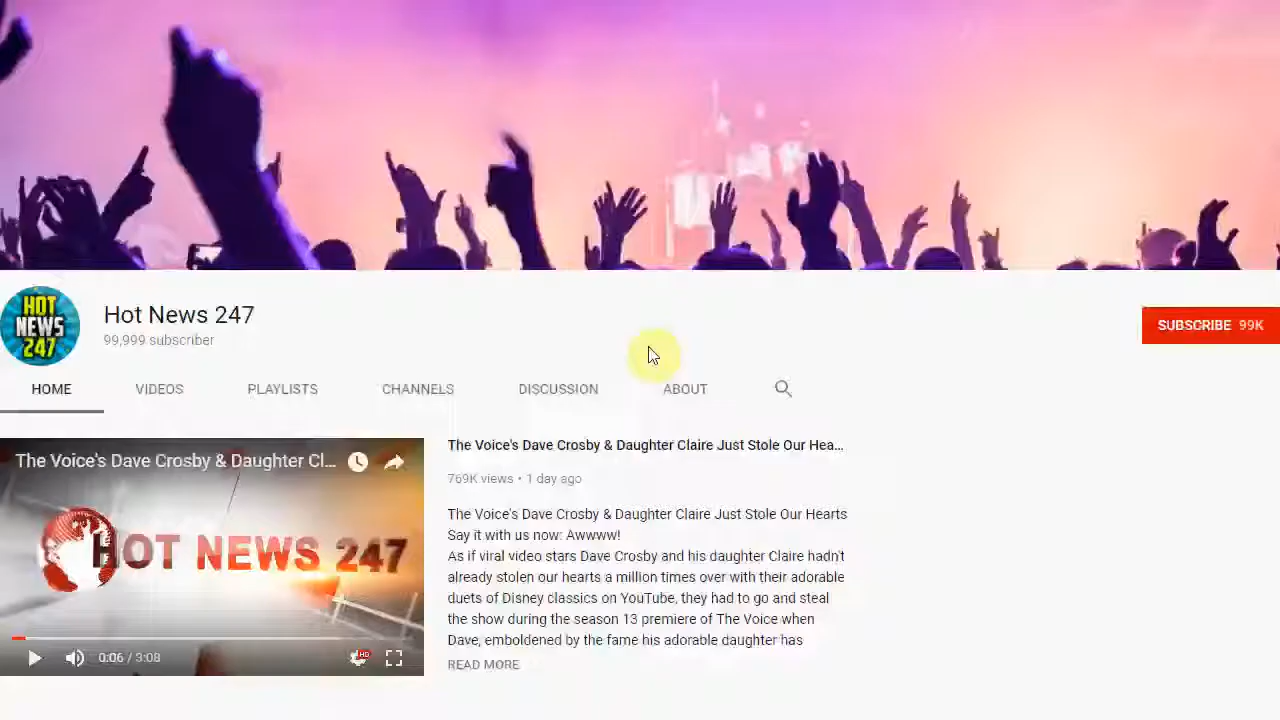 HOT
NEWS
247
Hot News 247
99,999 subscriber
SUBSCRIBE 99K
HOME VIDEOS PLAYLISTS CHANNELS DISCUSSION ABOUT
The Voice's Dave Crosby & Daughter Cl...
HOT NEWS 247
0:06 / 3:08
HD
The Voice's Dave Crosby & Daughter Claire Just Stole Our Hea...
769K views • 1 day ago
The Voice's Dave Crosby & Daughter Claire Just Stole Our Hearts
Say it with us now: Awwww!
As if viral video stars Dave Crosby and his daughter Claire hadn't
already stolen our hearts a million times over with their adorable
duets of Disney classics on YouTube, they had to go and steal
the show during the season 13 premiere of The Voice when
Dave, emboldened by the fame his adorable daughter has
READ MORE